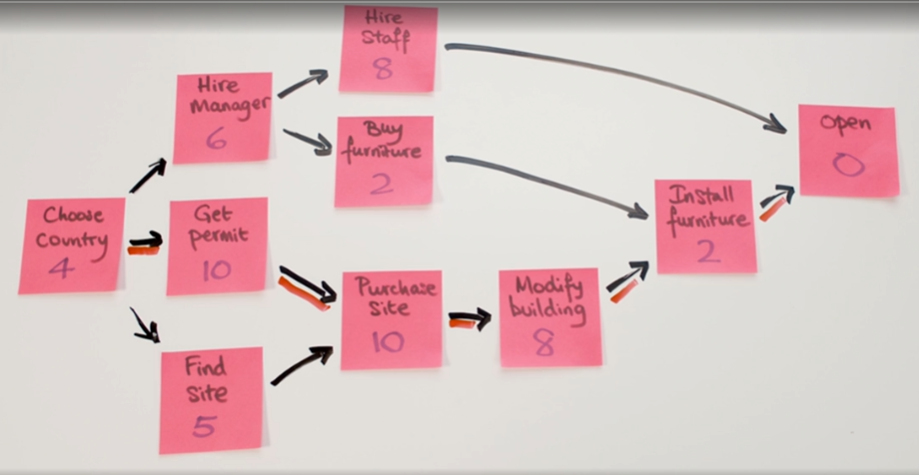 Hire
Staff
8
Hire
Manager
6
Buy
furniture
2
Open
0
Choose
Country
4
Get
permit
10
Install
furniture
2
Purchase
Site
10
Modify
building
8
Find
Site
5